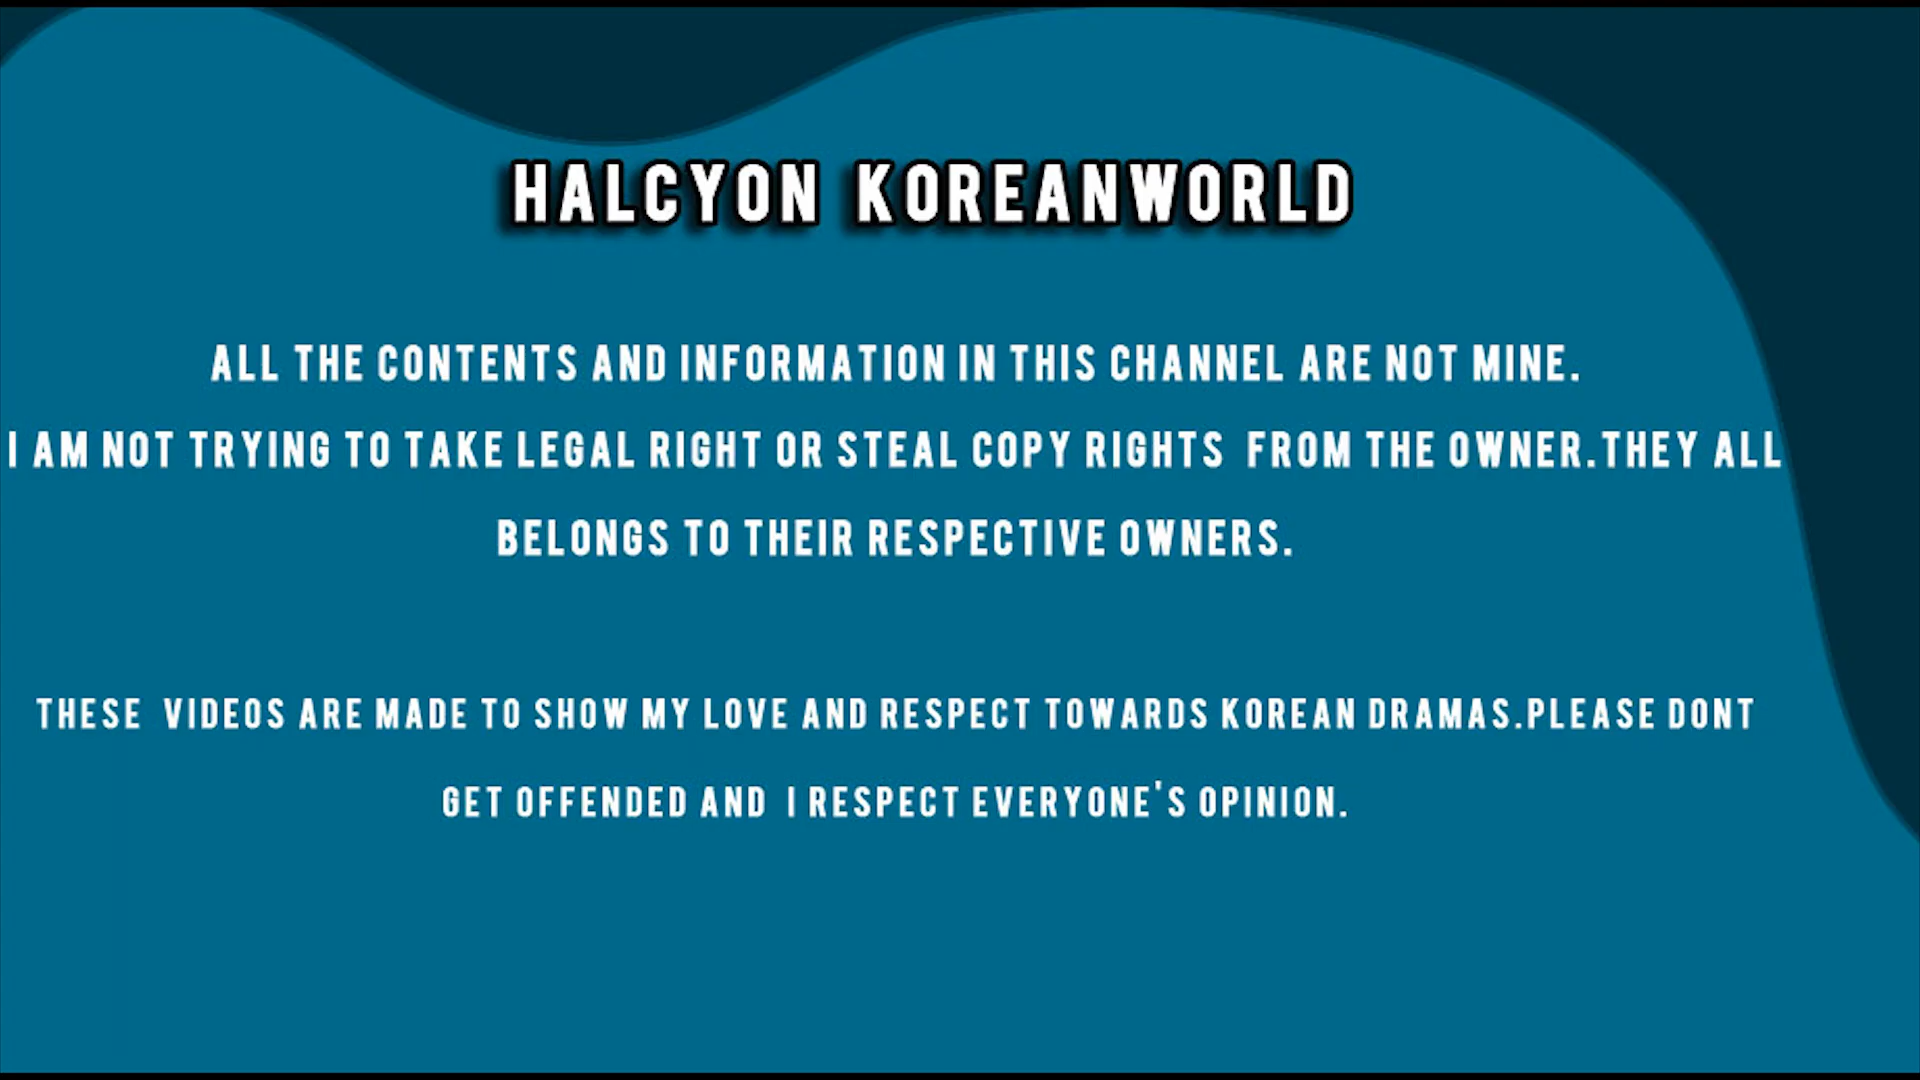 HALCYON KOREANWORLD
ALL THE CONTENTS AND INFORMATION IN THIS CHANNEL ARE NOT MINE.
I AM NOT TRYING TO TAKE LEGAL RIGHT OR STEAL COPY RIGHTS FROM THE OWNER.THEY ALL
BELONGS TO THEIR RESPECTIVE OWNERS.
THESE VIDEOS ARE MADE TO SHOW MY LOVE AND RESPECT TOWARDS KOREAN DRAMAS.PLEASE DONT
GET OFFENDED AND I RESPECT EVERYONE'S OPINION.